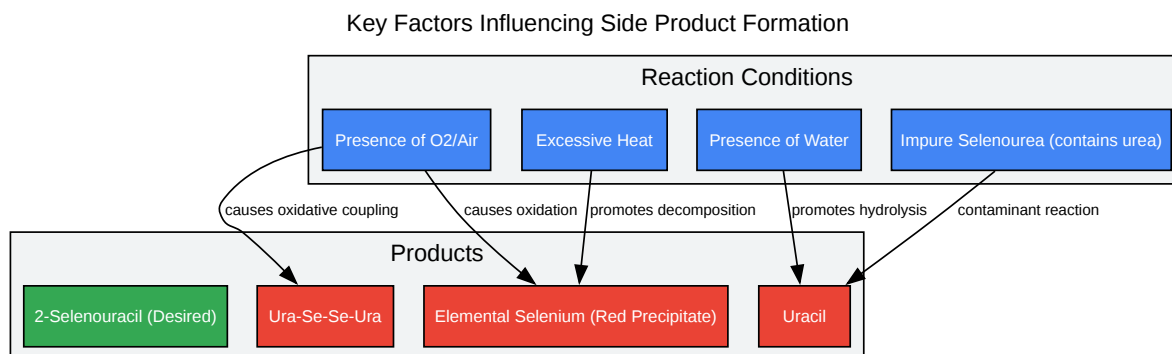 Key Factors Influencing Side Product Formation
Reaction Conditions
Presence of O2/Air
Excessive Heat
Presence of Water
Impure Selenourea (contains urea)
causes oxidative coupling
causes oxidation
promotes decomposition
promotes hydrolysis
contaminant reaction
Products
2-Selenouracil (Desired)
Ura-Se-Se-Ura
Elemental Selenium (Red Precipitate)
Uracil